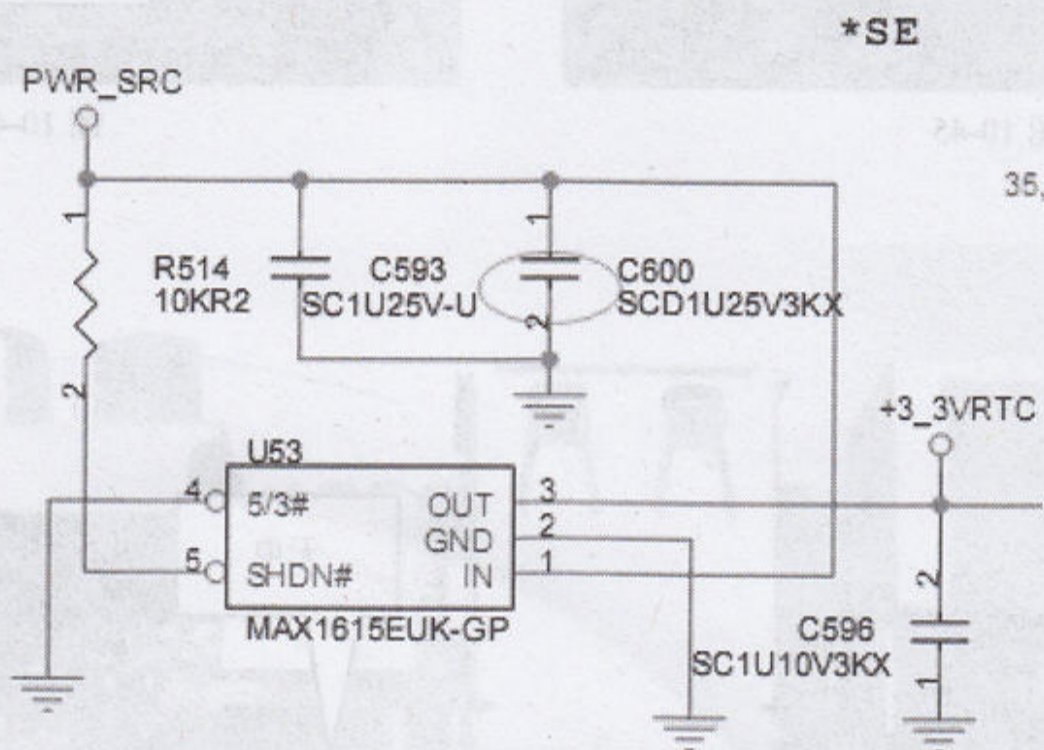 *SE
PWR_SRC
35,
1
1
R514
10KR2
C593
SC1U25V-U
C600
SCD1U25V3KX
2
2
+3_3VRTC
U53
4
5/3#
OUT
3
GND
2
5
SHDN#
IN
1
MAX1615EUK-GP
2
C596
SC1U10V3KX
1